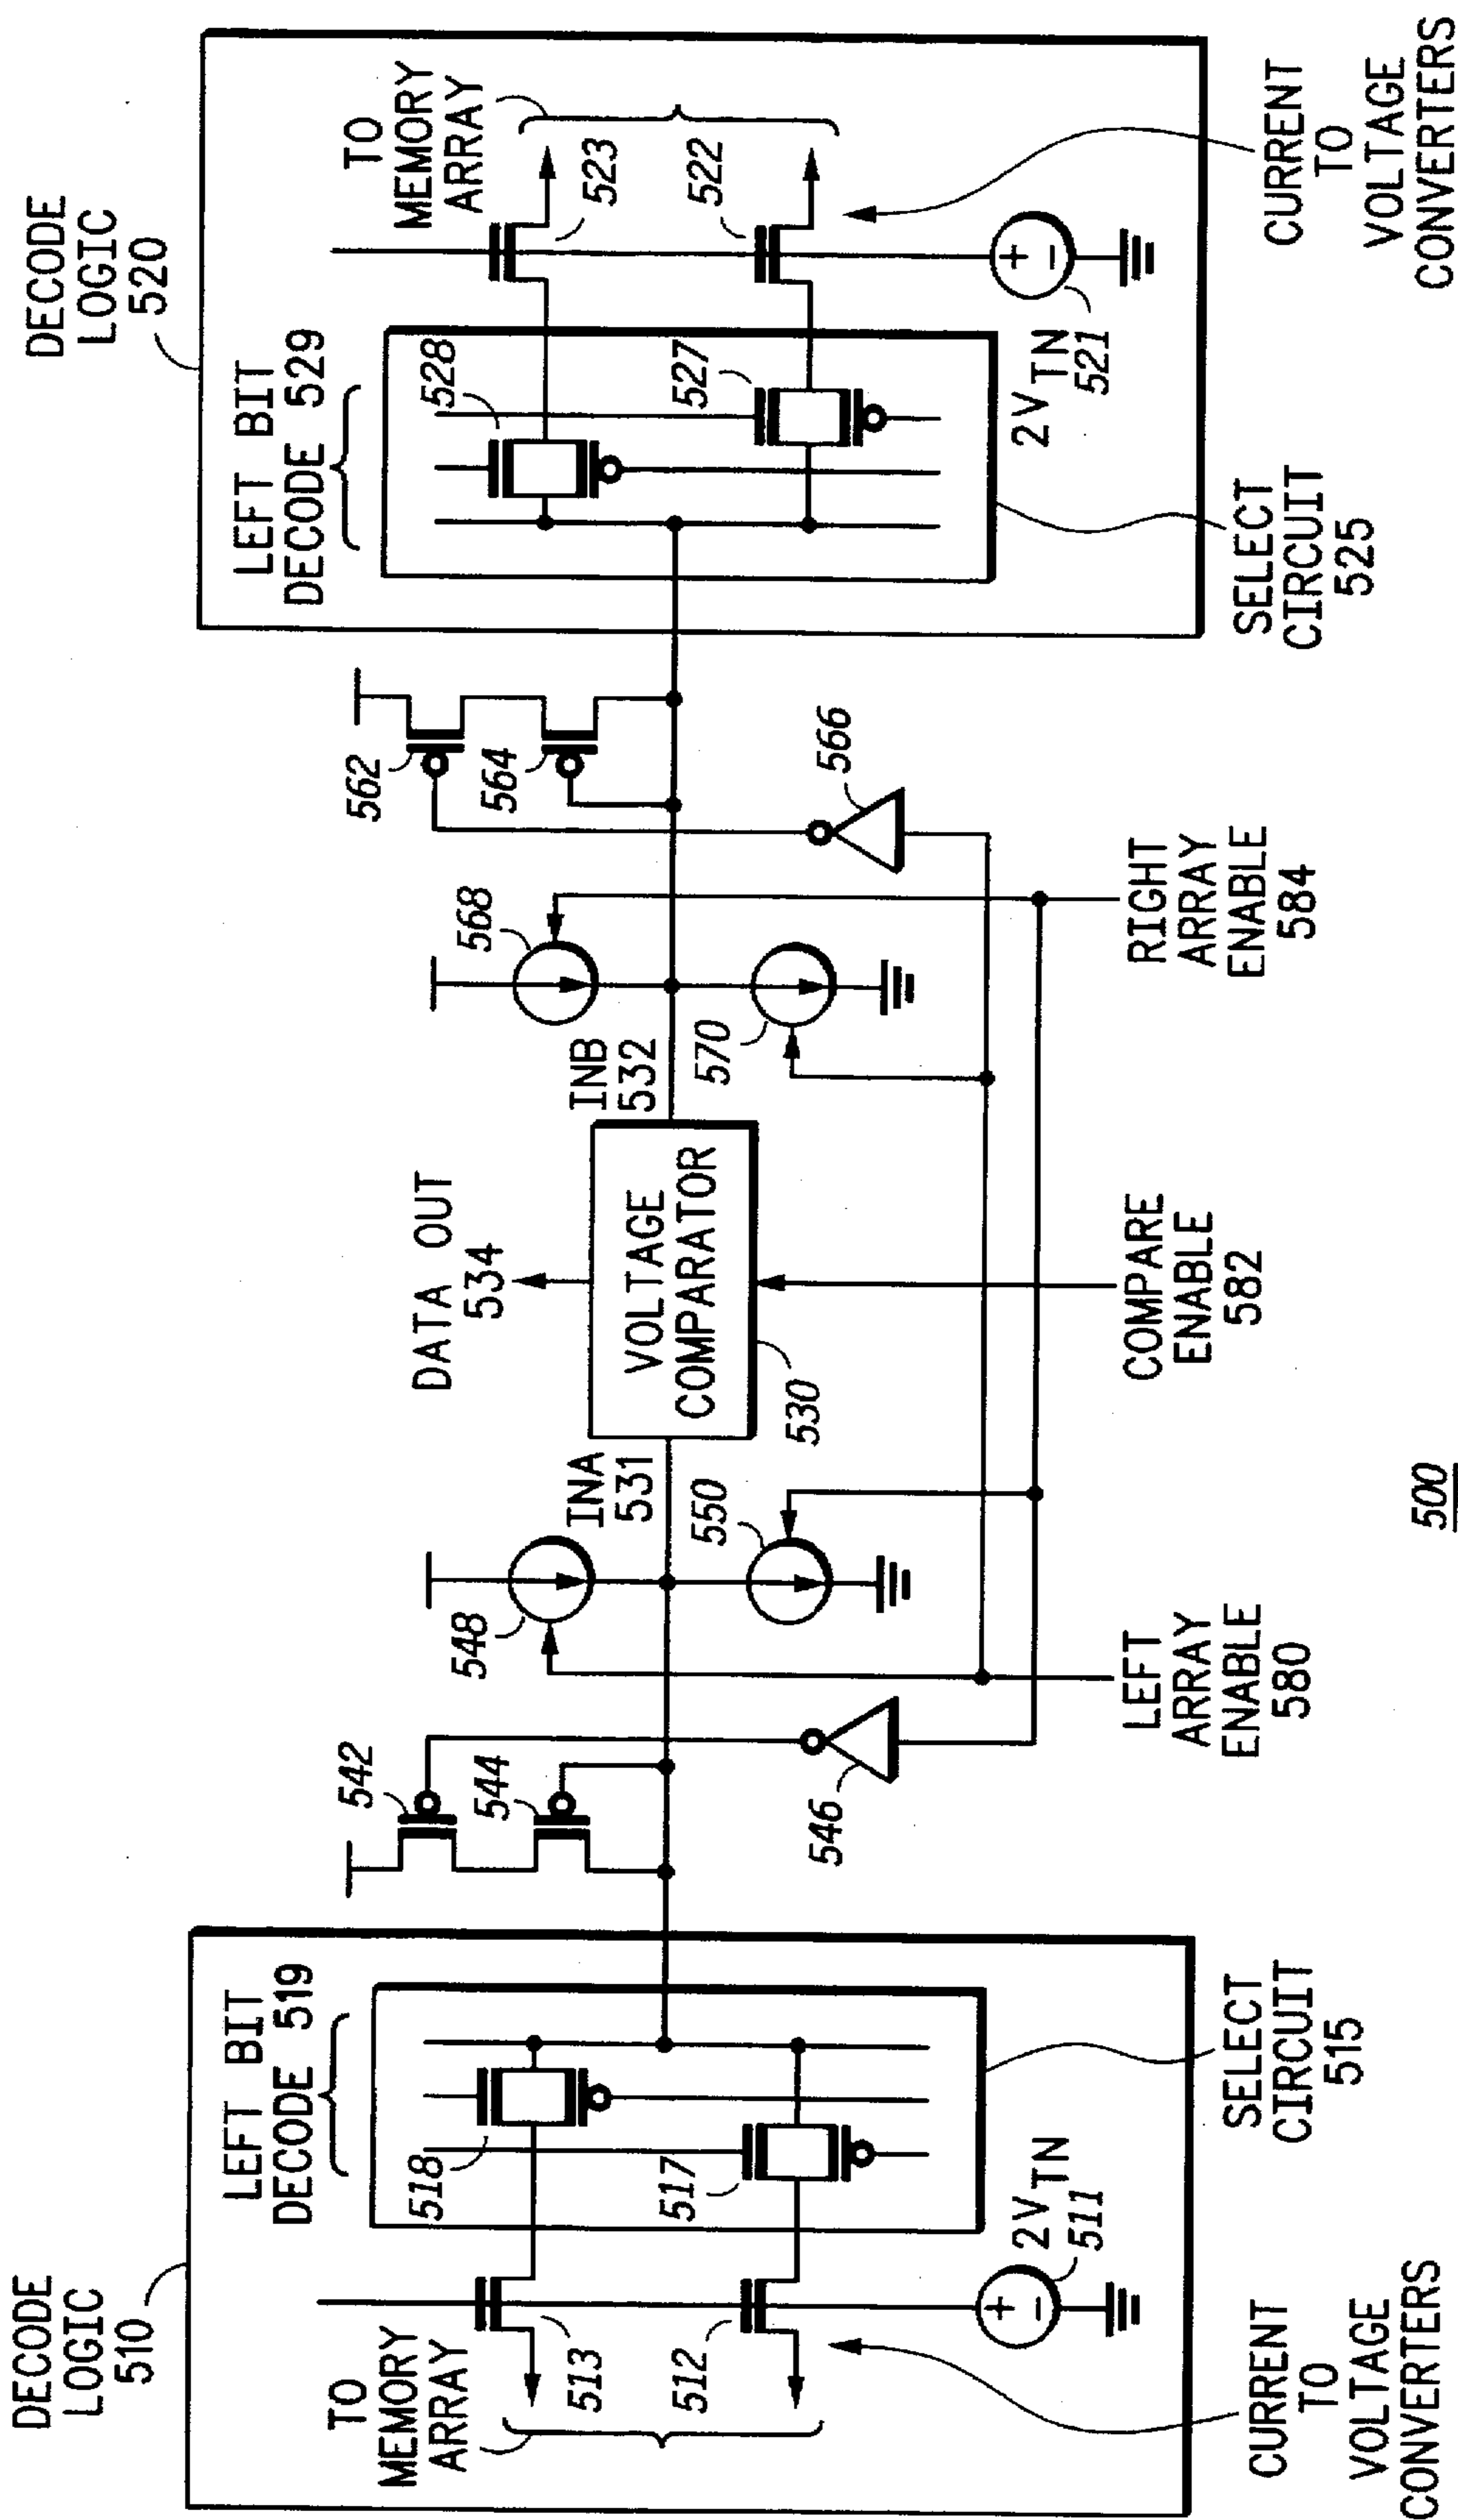 DECODE
LOGIC
510
LEFT BIT
DECODE 519
TO
MEMORY
ARRAY
513
512
518
517
2VTN
511
CURRENT
TO
VOLTAGE
CONVERTERS
SELECT
CIRCUIT
515
542
544
546
548
550
INA
531
LEFT
ARRAY
ENABLE
580
DATA OUT
534
VOLTAGE
COMPARATOR
530
COMPARE
ENABLE
582
INB
532
568
570
RIGHT
ARRAY
ENABLE
584
562
564
566
DECODE
LOGIC
520
LEFT BIT
DECODE 529
528
527
TO
MEMORY
ARRAY
523
522
2VTN
521
SELECT
CIRCUIT
525
CURRENT
TO
VOLTAGE
CONVERTERS
500